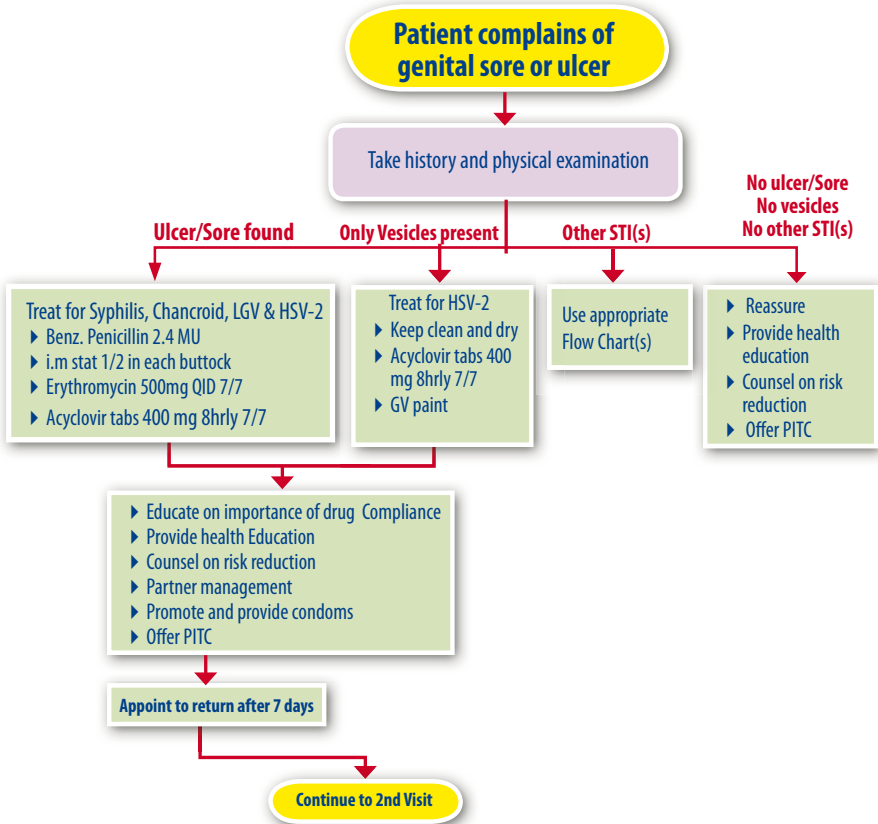 Patient complains of
genital sore or ulcer
Take history and physical examination
Ulcer/Sore found
Only Vesicles present
Other STI(s)
No ulcer/Sore
No vesicles
No other STI(s)
Treat for Syphilis, Chancroid, LGV & HSV-2
Benz. Penicillin 2.4 MU
i.m stat 1/2 in each buttock
Erythromycin 500mg QID 7/7
Acyclovir tabs 400 mg 8hrly 7/7
Treat for HSV-2
Keep clean and dry
Acyclovir tabs 400
mg 8hrly 7/7
GV paint
Use appropriate
Flow Chart(s)
Reassure
Provide health
education
Counsel on risk
reduction
Offer PITC
Educate on importance of drug Compliance
Provide health Education
Counsel on risk reduction
Partner management
Promote and provide condoms
Offer PITC
Appoint to return after 7 days
Continue to 2nd Visit